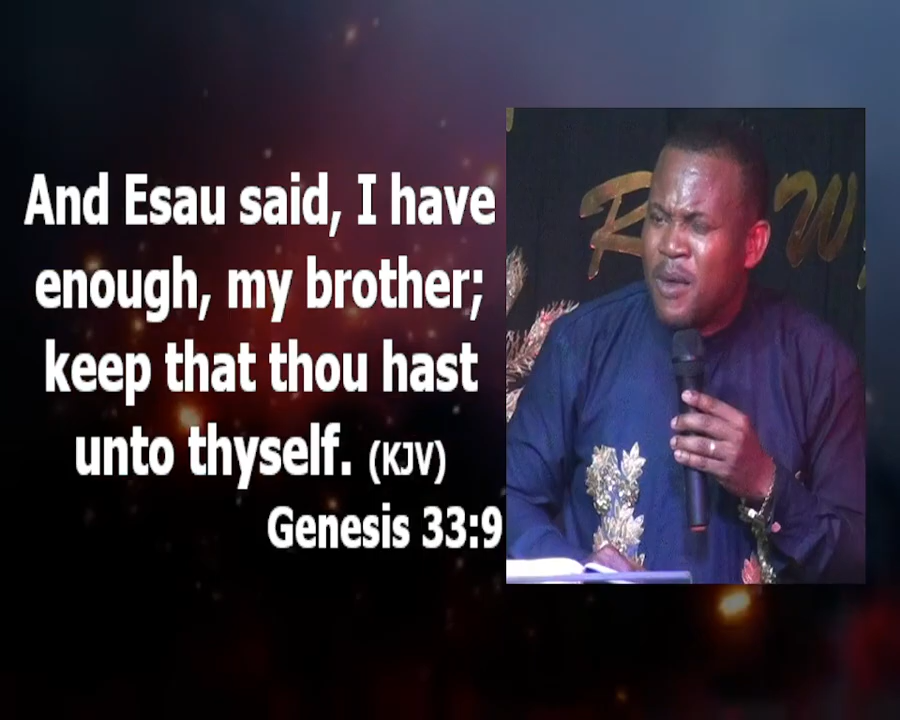 And Esau said, I have
enough, my brother;
keep that thou hast
unto thyself. (KJV)
Genesis 33:9